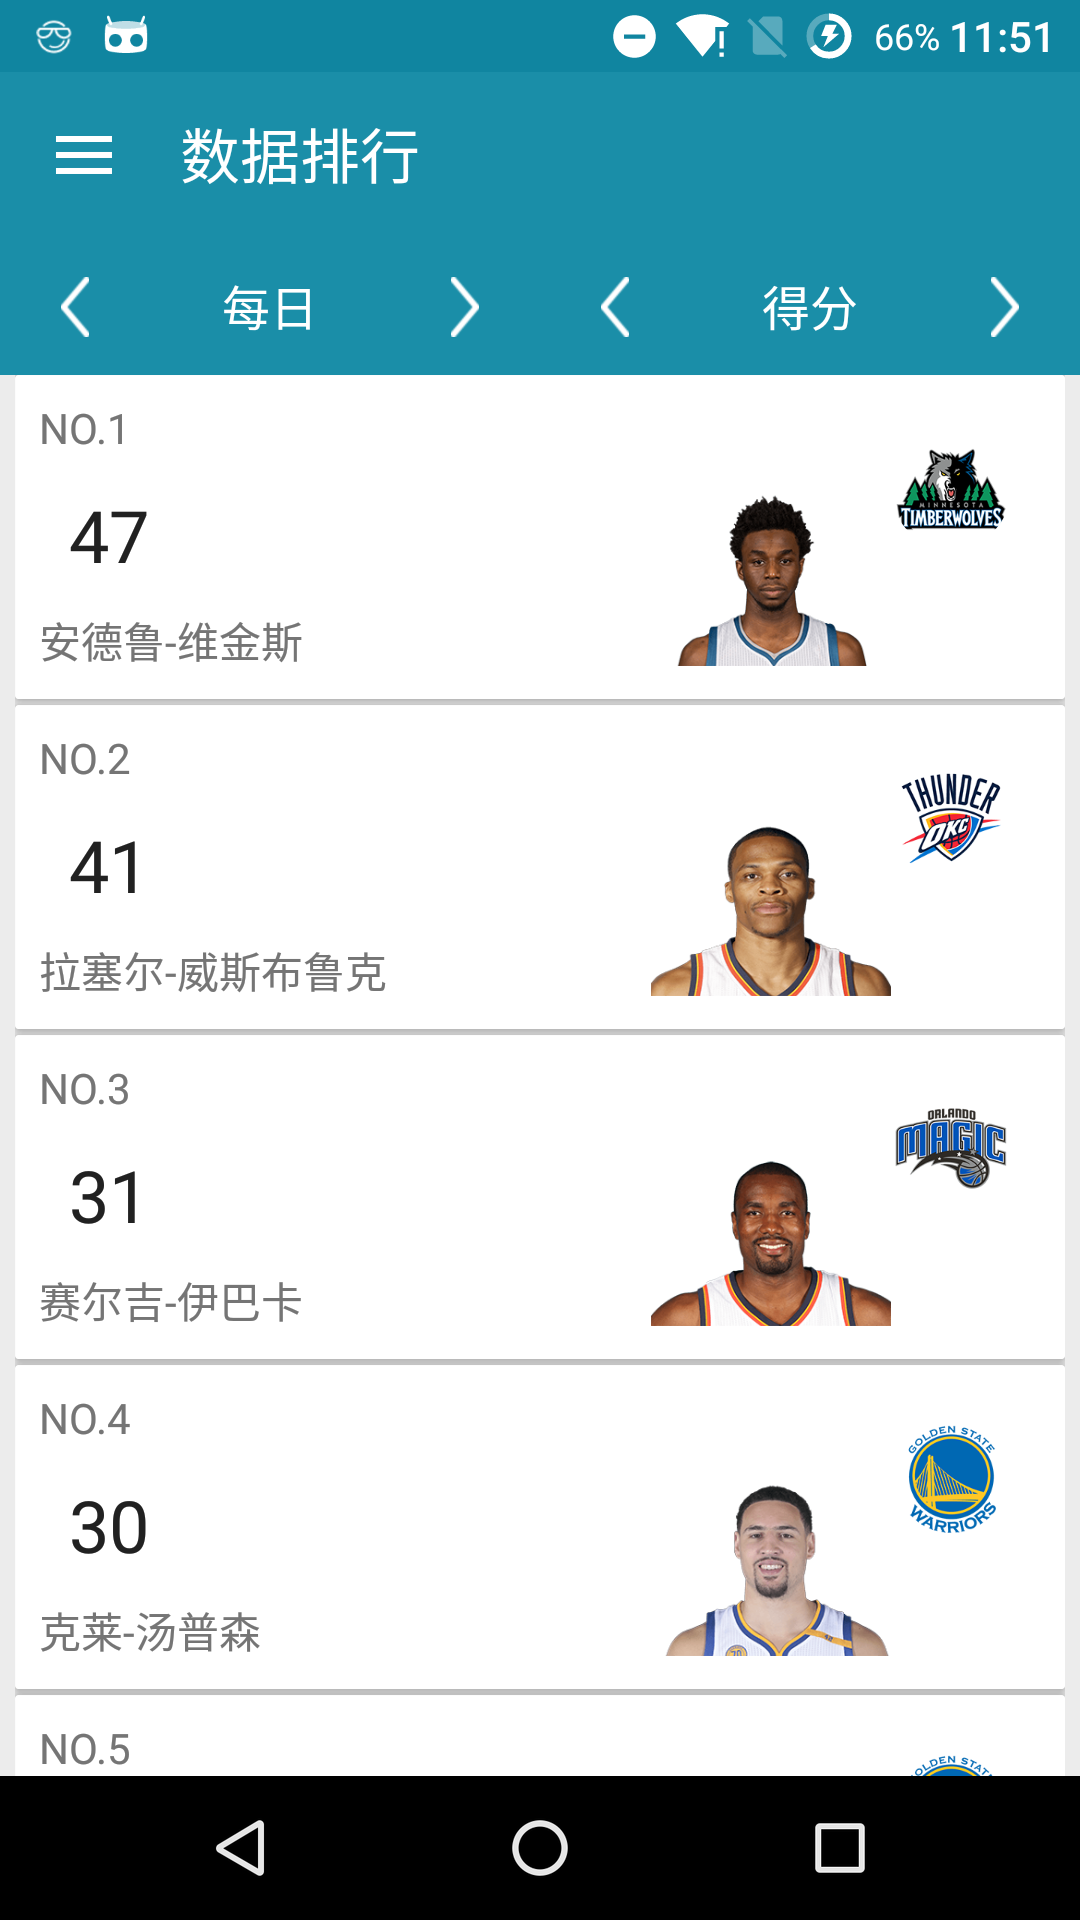 66% 11:51
数据排行
每日 得分
NO.1
MINNESOTA
TIMBERWOLVES
47
安德鲁-维金斯
NO.2
THUNDER
OKC
41
拉塞尔-威斯布鲁克
NO.3
ORLANDO
MAGIC
31
赛尔吉-伊巴卡
NO.4
GOLDEN STATE
WARRIORS
30
克莱-汤普森
NO.5
GOLDEN STATE